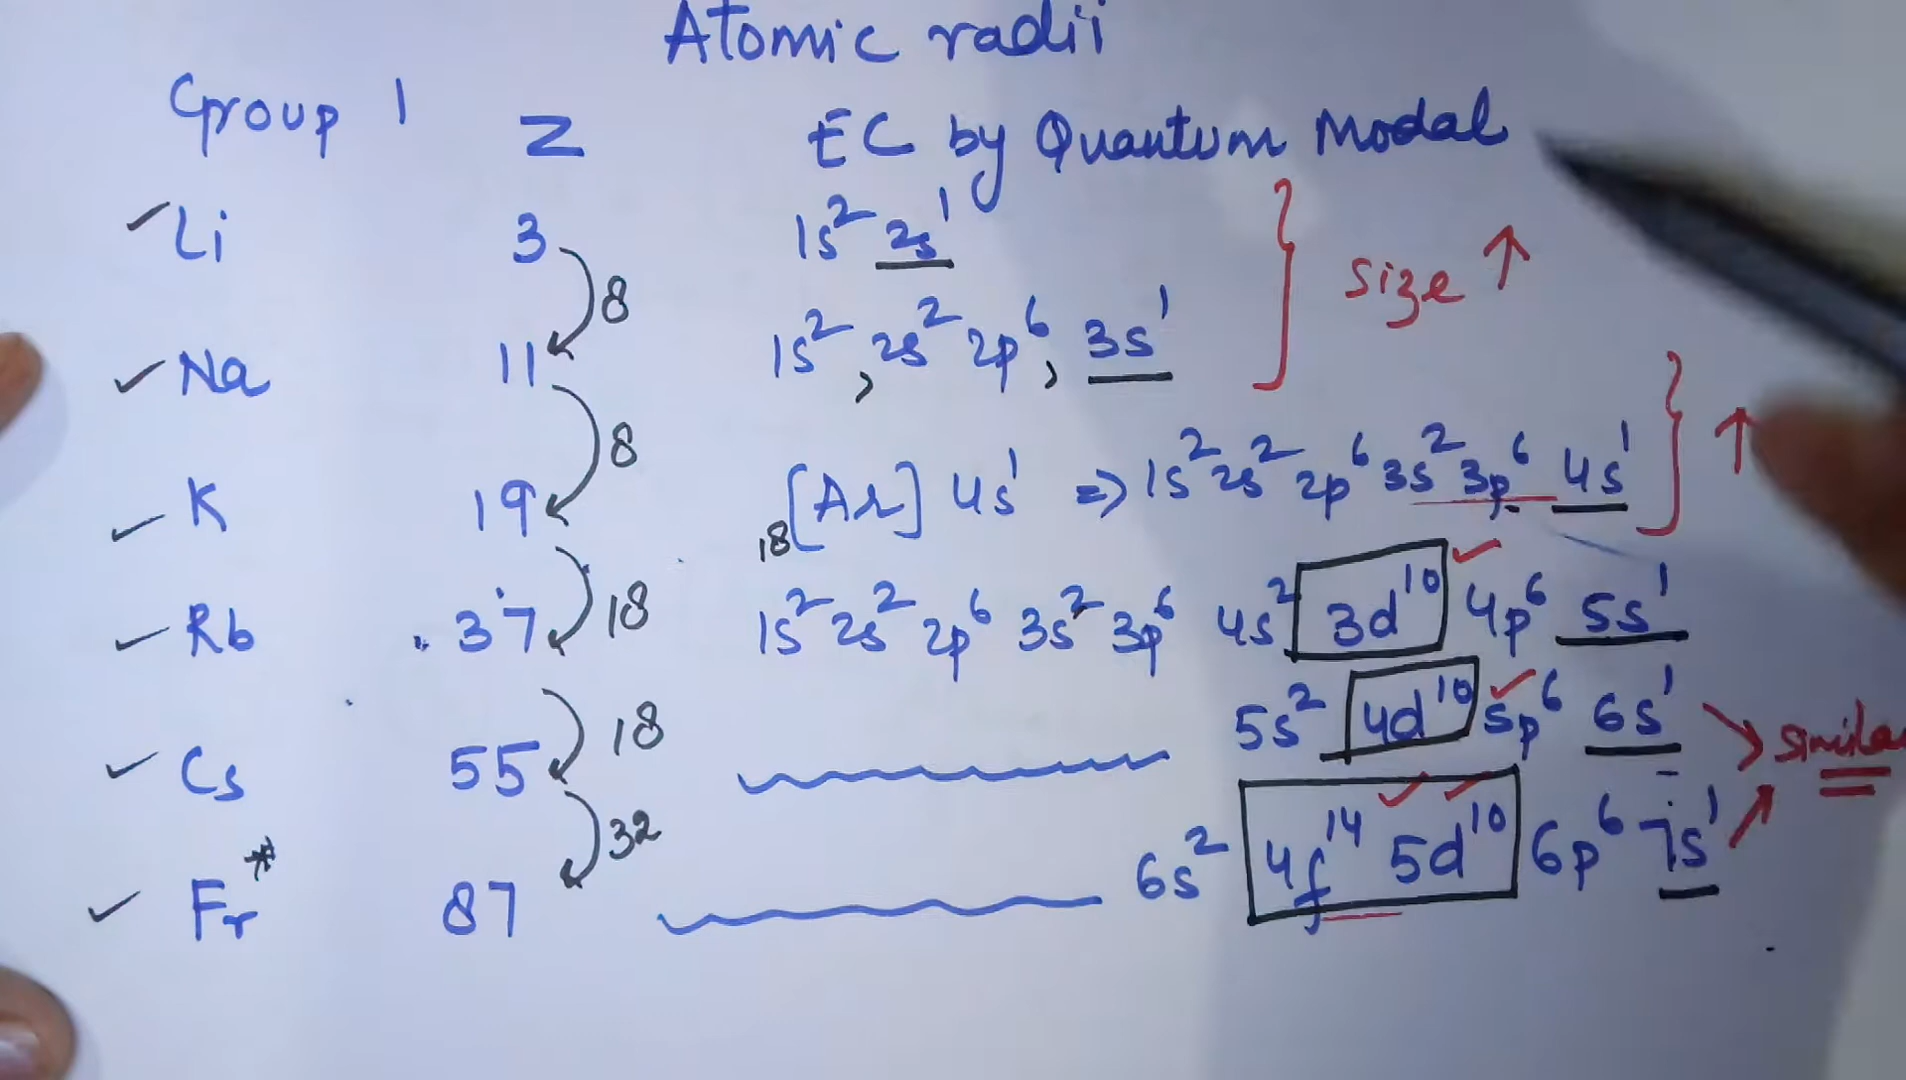 Atomic radii
Group 1 Z EC by Quantum Modal
Li 3 1s² 2s¹
8 Size ↑
Na 11 1s², 2s² 2p⁶, 3s¹
8 ↑
K 19 ₁₈[Ar] 4s¹ => 1s² 2s² 2p⁶ 3s² 3p⁶ 4s¹
18
Rb 37 1s² 2s² 2p⁶ 3s² 3p⁶ 4s² 3d¹⁰ 4p⁶ 5s¹
18
Cs 55 5s² 4d¹⁰ 5p⁶ 6s¹ similar
32
Fr* 87 6s² 4f¹⁴ 5d¹⁰ 6p⁶ 7s¹